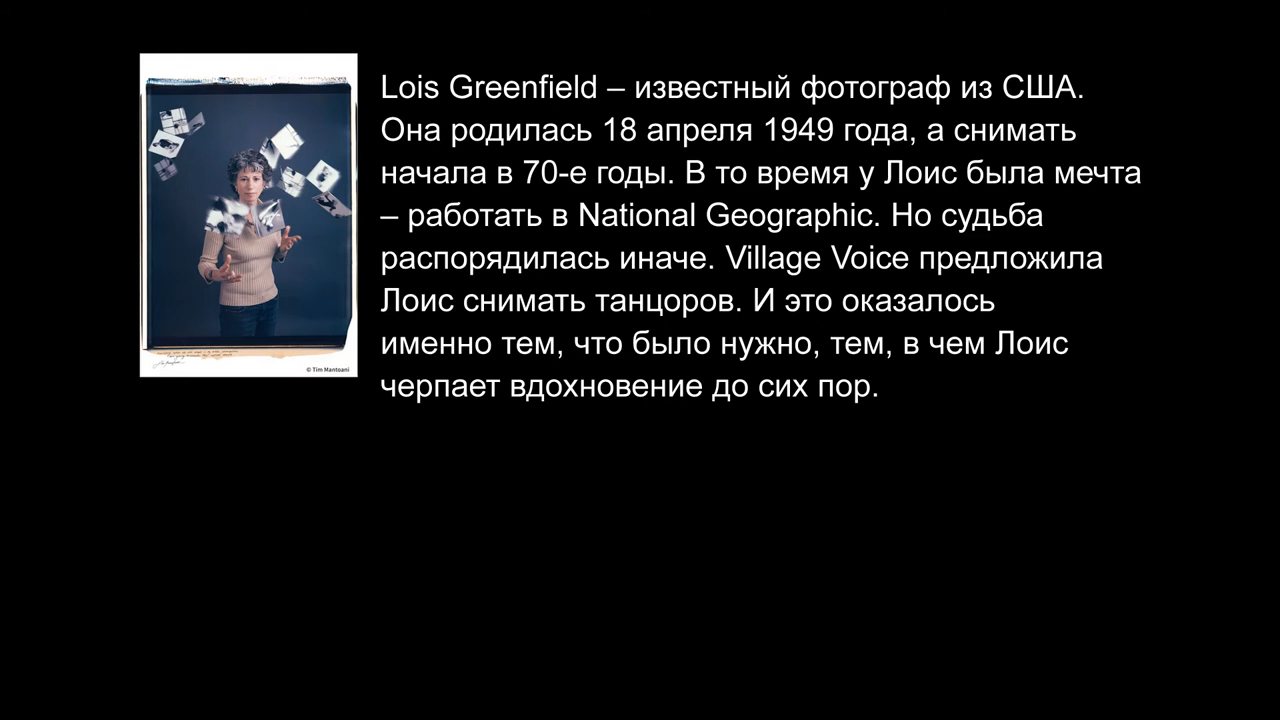 Lois Greenfield – известный фотограф из США.
Она родилась 18 апреля 1949 года, а снимать
начала в 70-е годы. В то время у Лоис была мечта
– работать в National Geographic. Но судьба
распорядилась иначе. Village Voice предложила
Лоис снимать танцоров. И это оказалось
именно тем, что было нужно, тем, в чем Лоис
черпает вдохновение до сих пор.
© Tim Mantoani